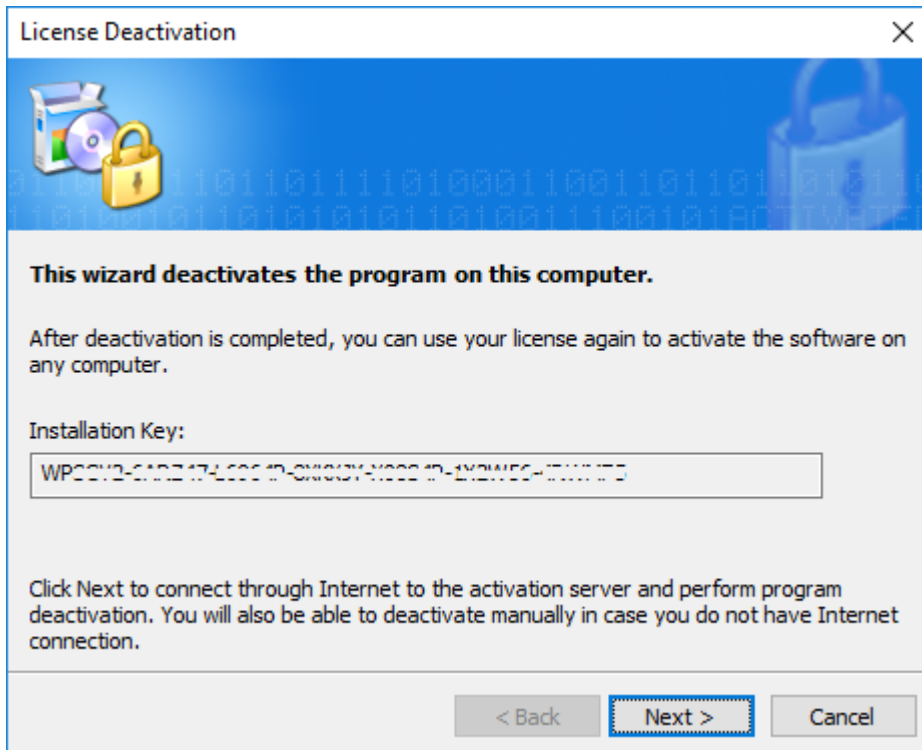 License Deactivation
This wizard deactivates the program on this computer.
After deactivation is completed, you can use your license again to activate the software on
any computer.
Installation Key:
Click Next to connect through Internet to the activation server and perform program
deactivation. You will also be able to deactivate manually in case you do not have Internet
connection.
< Back
Next >
Cancel